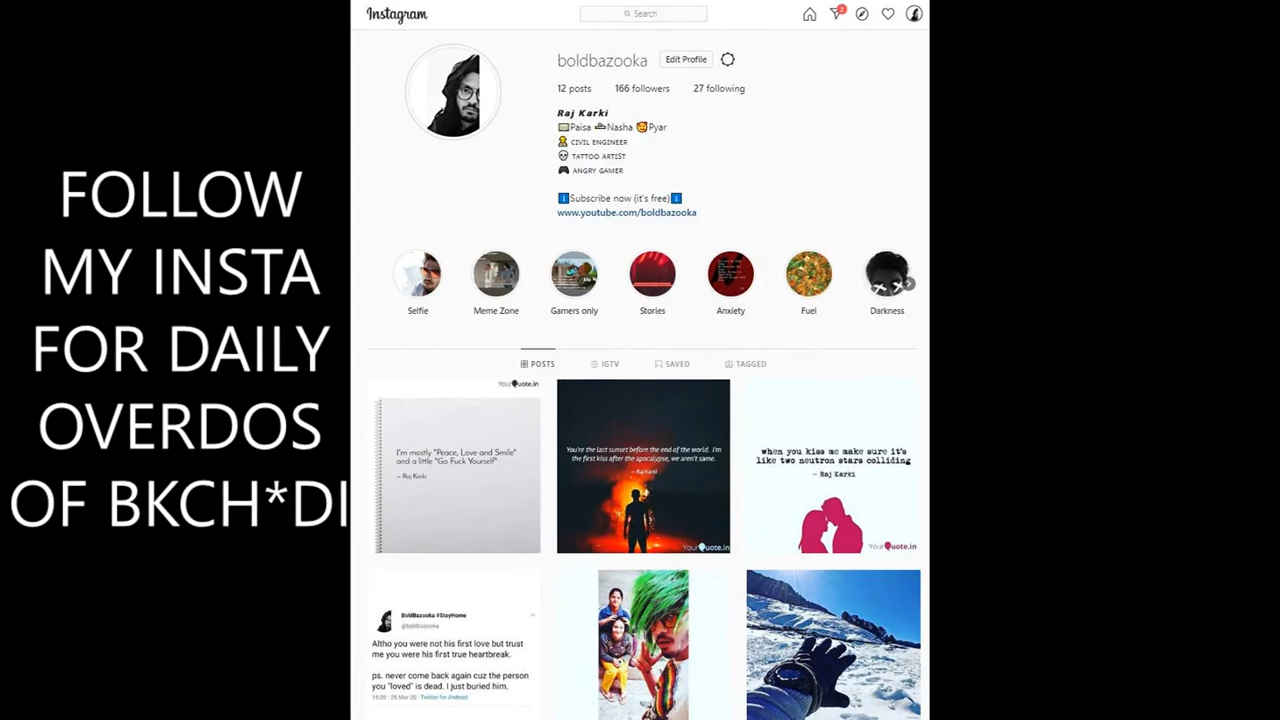 FOLLOW
MY INSTA
FOR DAILY
OVERDOS
OF BKCH*DI
Instagram
Search
2
boldbazooka Edit Profile
12 posts 166 followers 27 following
Raj Karki
Paisa Nasha Pyar
CIVIL ENGINEER
TATTOO ARTIST
ANGRY GAMER
Subscribe now (it's free)
www.youtube.com/boldbazooka
Selfie Meme Zone Gamers only Stories Anxiety Fuel Darkness
POSTS IGTV SAVED TAGGED
YourQuote.in
I'm mostly "Peace, Love and Smile"
and a little "Go Fuck Yourself"
— Raj Karki
You're the last sunset before the end of the world. I'm
the first kiss after the apocalypse, we aren't same.
— Raj Karki
YourQuote.in
when you kiss me make sure it's
like two neutron stars colliding
— Raj Karki
YourQuote.in
BoldBazooka #StayHome
@boldbazooka
Altho you were not his first love but trust
me you were his first true heartbreak.
ps. never come back again cuz the person
you "loved" is dead. I just buried him.
25 Mar 20 · Twitter for Android